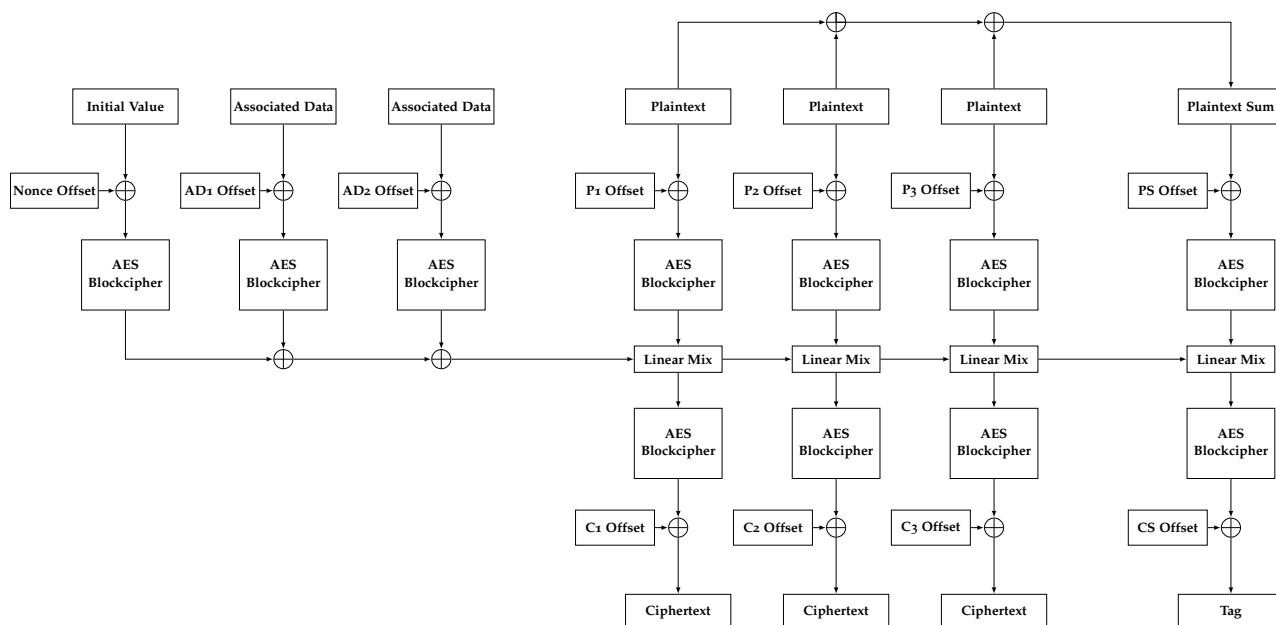 Initial Value
Associated Data
Associated Data
Plaintext
Plaintext
Plaintext
Plaintext Sum
Nonce Offset
AD1 Offset
AD2 Offset
P1 Offset
P2 Offset
P3 Offset
PS Offset
AES
Blockcipher
AES
Blockcipher
AES
Blockcipher
AES
Blockcipher
AES
Blockcipher
AES
Blockcipher
AES
Blockcipher
Linear Mix
Linear Mix
Linear Mix
Linear Mix
AES
Blockcipher
AES
Blockcipher
AES
Blockcipher
AES
Blockcipher
C1 Offset
C2 Offset
C3 Offset
CS Offset
Ciphertext
Ciphertext
Ciphertext
Tag